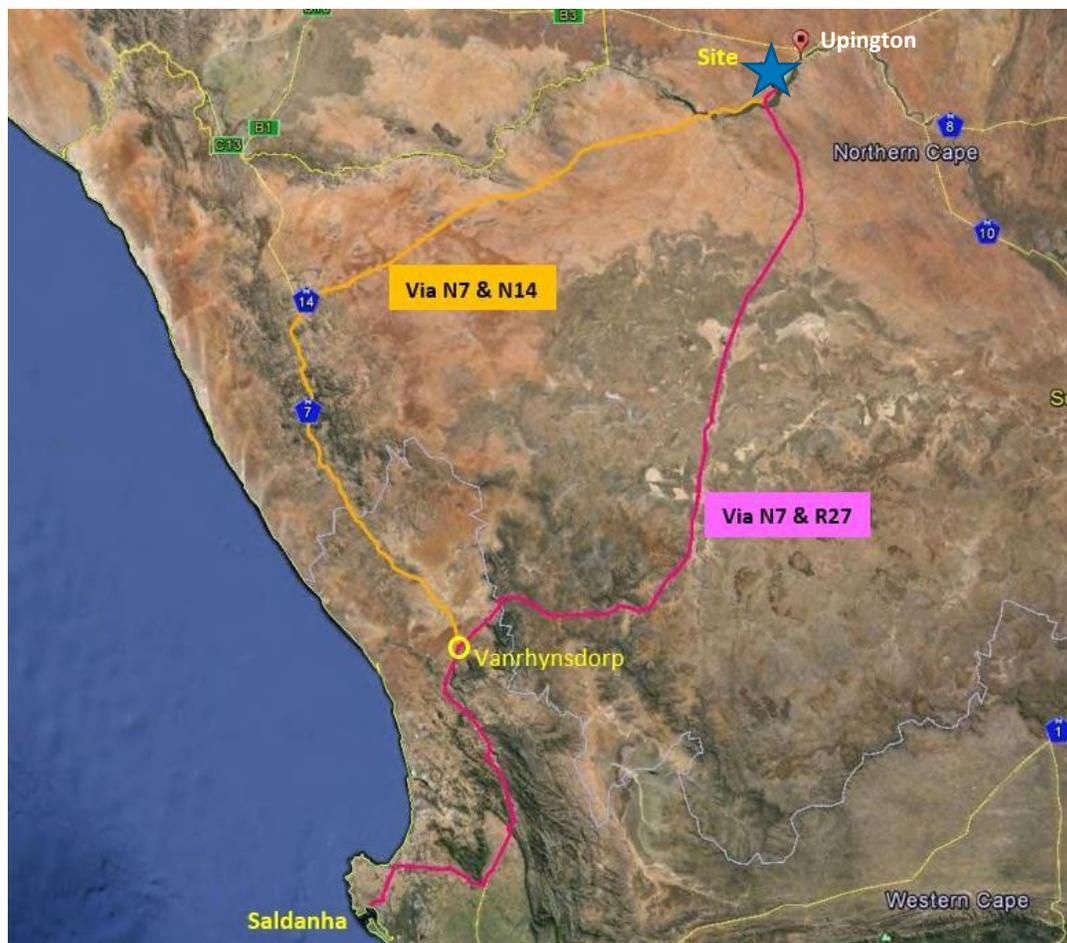 B3
Upington
Site
8
B1
C13
Northern Cape
10
Via N7 & N14
14
7
Via N7 & R27
Vanrhynsdorp
1
Western Cape
Saldanha